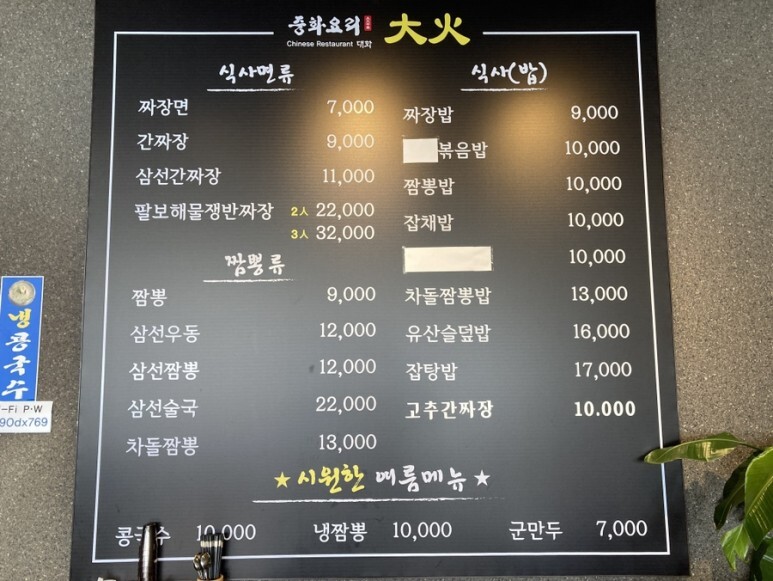 중화요리 大火
Chinese Restaurant 대화
식사면류
짜장면 7,000
간짜장 9,000
삼선간짜장 11,000
팔보해물쟁반짜장 2人 22,000
3人 32,000
짬뽕류
짬뽕 9,000
삼선우동 12,000
삼선짬뽕 12,000
삼선술국 22,000
차돌짬뽕 13,000
식사(밥)
짜장밥 9,000
볶음밥 10,000
짬뽕밥 10,000
잡채밥 10,000
10,000
차돌짬뽕밥 13,000
유산슬덮밥 16,000
잡탕밥 17,000
고추간짜장 10.000
★ 시원한 여름메뉴 ★
콩국수 10,000 냉짬뽕 10,000 군만두 7,000
냉콩국수
-Fi P·W
90dx769